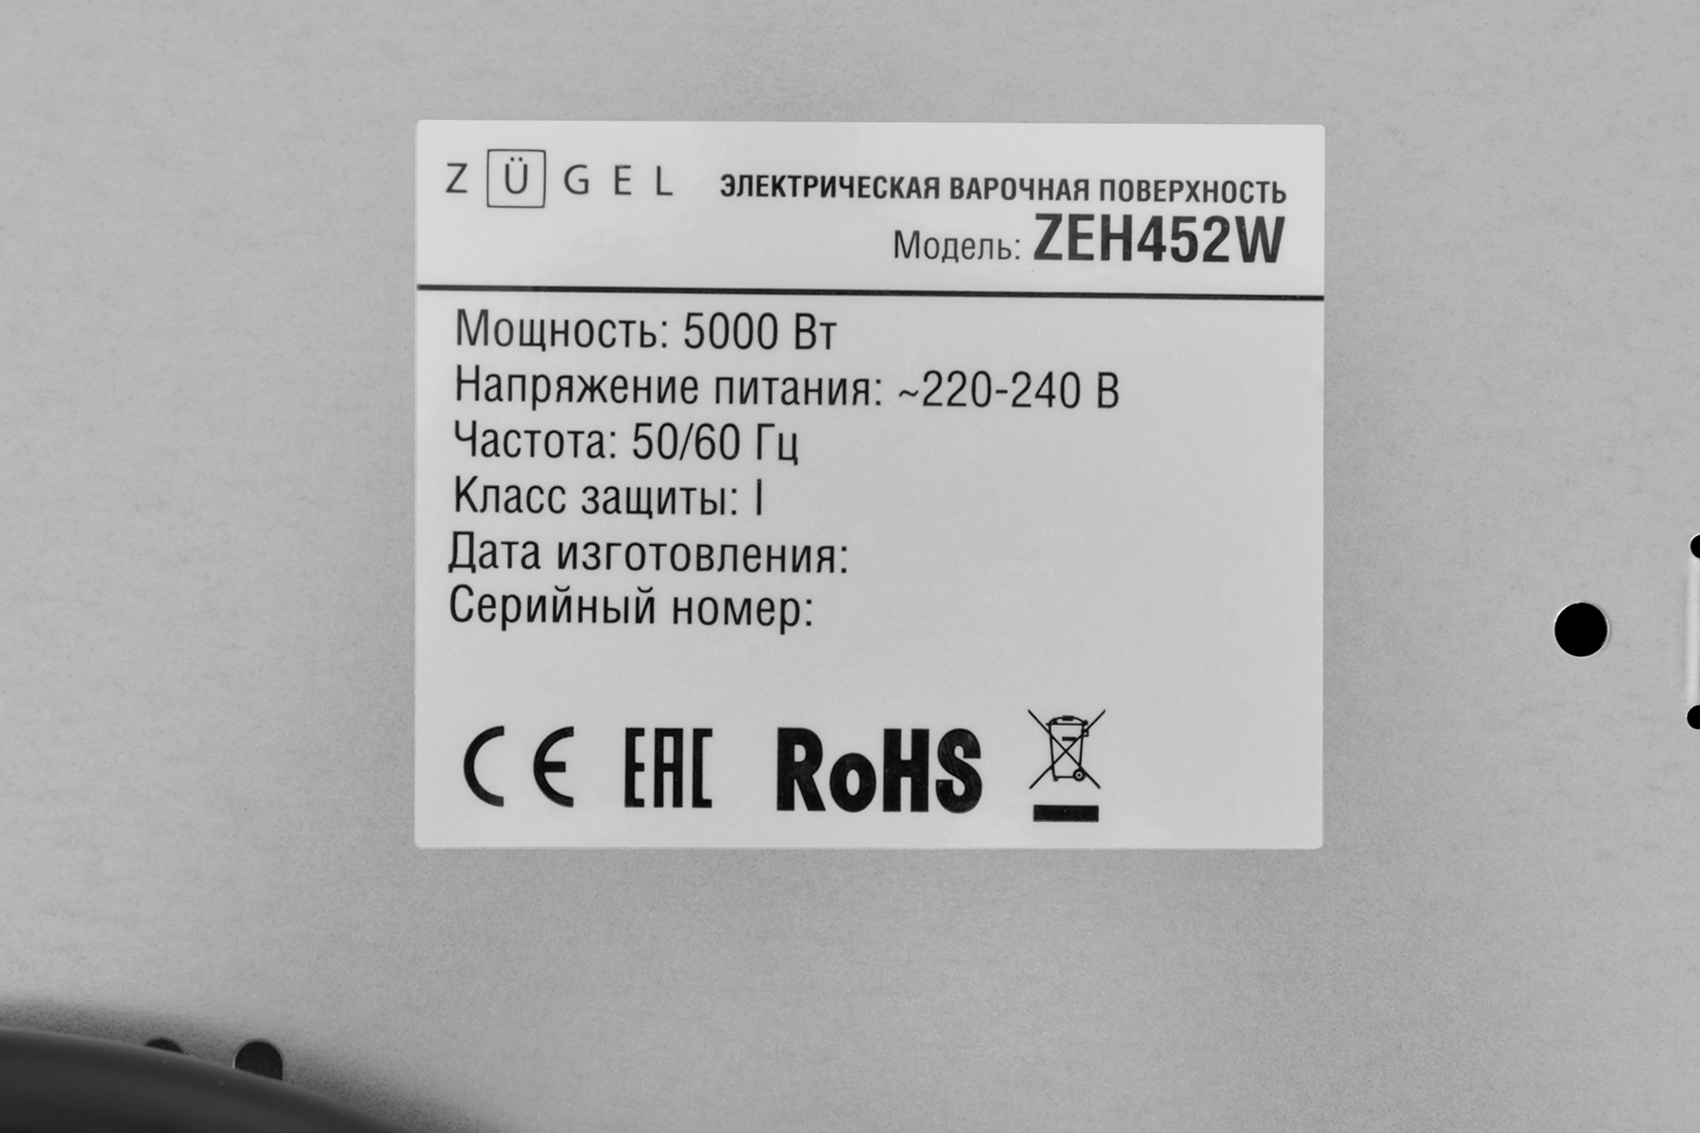 ZÜGEL
ЭЛЕКТРИЧЕСКАЯ ВАРОЧНАЯ ПОВЕРХНОСТЬ
Модель: ZEH452W
Мощность: 5000 Вт
Напряжение питания: ~220-240 В
Частота: 50/60 Гц
Класс защиты: I
Дата изготовления:
Серийный номер:
CE EAC RoHS